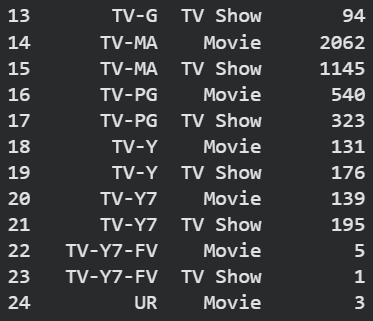 13 TV-G TV Show 94
14 TV-MA Movie 2062
15 TV-MA TV Show 1145
16 TV-PG Movie 540
17 TV-PG TV Show 323
18 TV-Y Movie 131
19 TV-Y TV Show 176
20 TV-Y7 Movie 139
21 TV-Y7 TV Show 195
22 TV-Y7-FV Movie 5
23 TV-Y7-FV TV Show 1
24 UR Movie 3